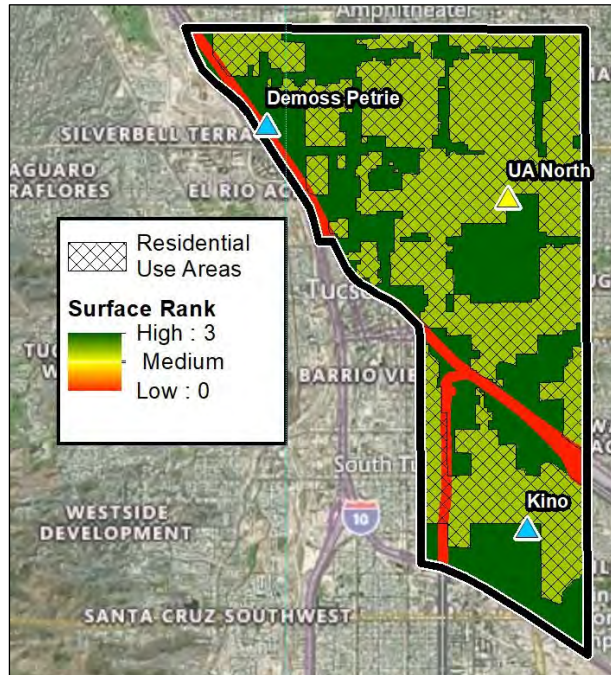 Amphitheater
Demoss Petrie
SILVERBELL TERRA
AGUARO
RAFLORES
EL RIO AC
UA North
Residential
Use Areas
Surface Rank
High : 3
Medium
Low : 0
Tucs
BARRIO VIE
South Tu
10
Kino
WESTSIDE
DEVELOPMENT
SANTA CRUZ SOUTHWEST